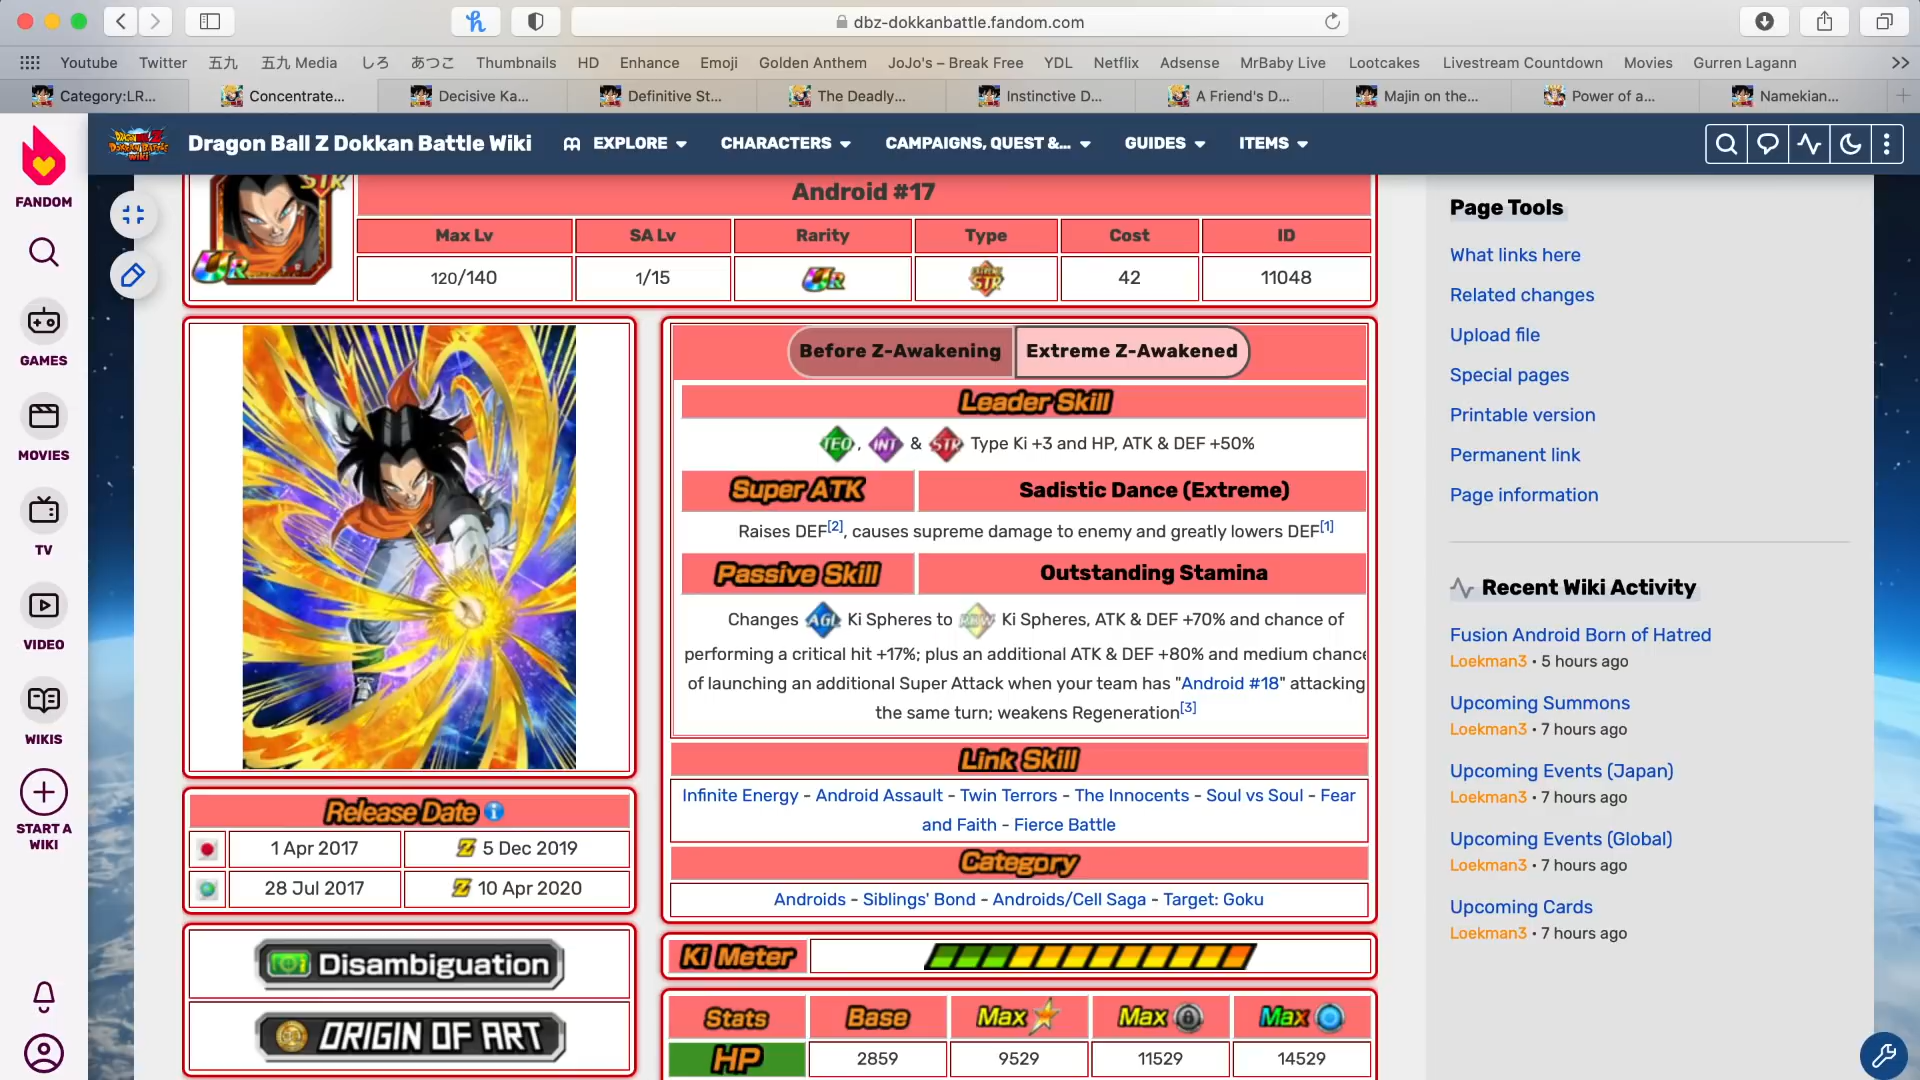 dbz-dokkanbattle.fandom.com
Youtube Twitter 五九 五九 Media しろ あつこ Thumbnails HD Enhance Emoji Golden Anthem JoJo's – Break Free YDL Netflix Adsense MrBaby Live Lootcakes Livestream Countdown Movies Gurren Lagann
Category:LR... Concentrate... Decisive Ka... Definitive St... The Deadly... Instinctive D... A Friend's D... Majin on the... Power of a... Namekian...
Dragon Ball Z Dokkan Battle Wiki EXPLORE CHARACTERS CAMPAIGNS, QUEST &... GUIDES ITEMS
FANDOM
GAMES
MOVIES
TV
VIDEO
WIKIS
START A
WIKI
STR
UR
Android #17
Max Lv SA Lv Rarity Type Cost ID
120/140 1/15 UR EXTREME STR 42 11048
Before Z-Awakening Extreme Z-Awakened
Leader Skill
TEQ, INT & STR Type Ki +3 and HP, ATK & DEF +50%
Super ATK Sadistic Dance (Extreme)
Raises DEF[2], causes supreme damage to enemy and greatly lowers DEF[1]
Passive Skill Outstanding Stamina
Changes AGL Ki Spheres to RBW Ki Spheres, ATK & DEF +70% and chance of
performing a critical hit +17%; plus an additional ATK & DEF +80% and medium chance
of launching an additional Super Attack when your team has "Android #18" attacking
the same turn; weakens Regeneration[3]
Link Skill
Infinite Energy - Android Assault - Twin Terrors - The Innocents - Soul vs Soul - Fear
and Faith - Fierce Battle
Category
Androids - Siblings' Bond - Androids/Cell Saga - Target: Goku
Ki Meter
Stats Base Max Max Max
HP 2859 9529 11529 14529
Release Date
1 Apr 2017 Z 5 Dec 2019
28 Jul 2017 Z 10 Apr 2020
Disambiguation
ORIGIN OF ART
Page Tools
What links here
Related changes
Upload file
Special pages
Printable version
Permanent link
Page information
Recent Wiki Activity
Fusion Android Born of Hatred
Loekman3 • 5 hours ago
Upcoming Summons
Loekman3 • 7 hours ago
Upcoming Events (Japan)
Loekman3 • 7 hours ago
Upcoming Events (Global)
Loekman3 • 7 hours ago
Upcoming Cards
Loekman3 • 7 hours ago